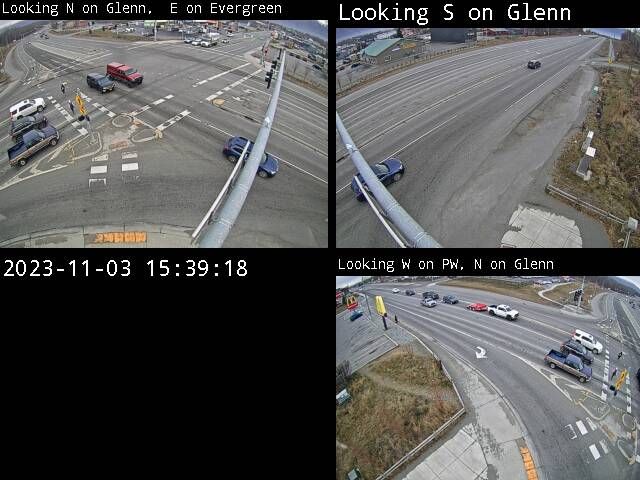 Looking N on Glenn,  E on Evergreen
Looking S on Glenn
2023-11-03 15:39:18
Looking W on PW, N on Glenn